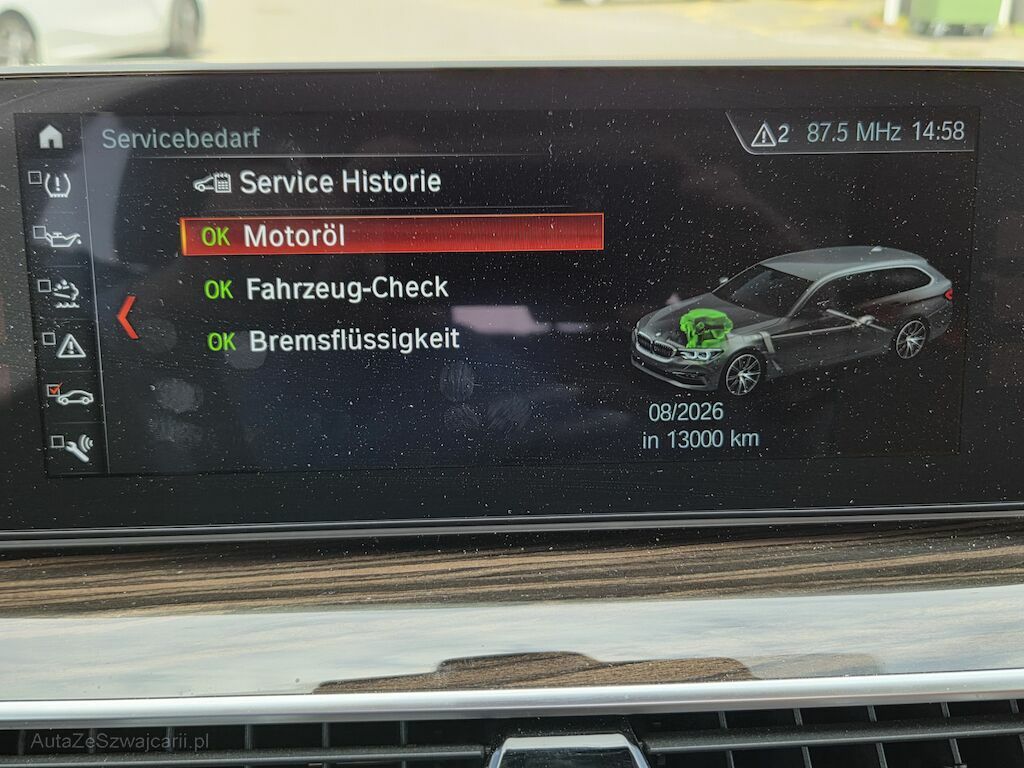 Servicebedarf
2 87.5 MHz 14:58
Service Historie
OK Motoröl
OK Fahrzeug-Check
OK Bremsflüssigkeit
08/2026
in 13000 km
AutaZeSzwajcarii.pl